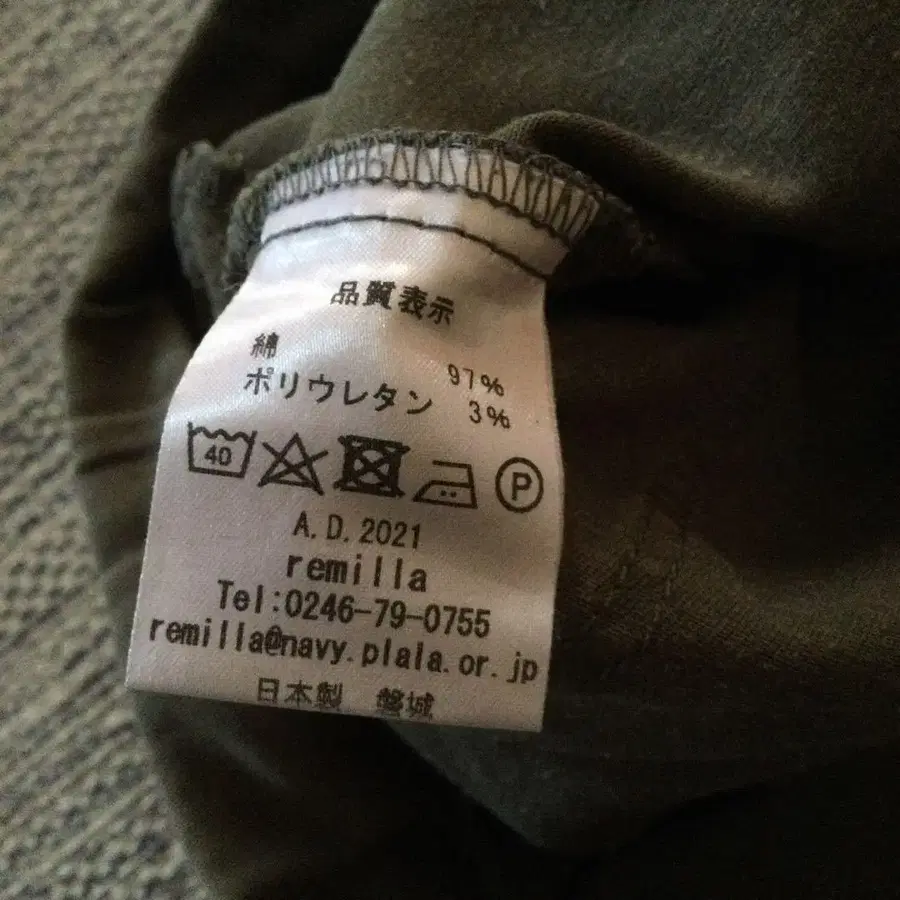 品質表示
綿 97%
ポリウレタン 3%
40 P
A.D.2021
remilla
Tel:0246-79-0755
remilla@navy.plala.or.jp
日本製 磐城